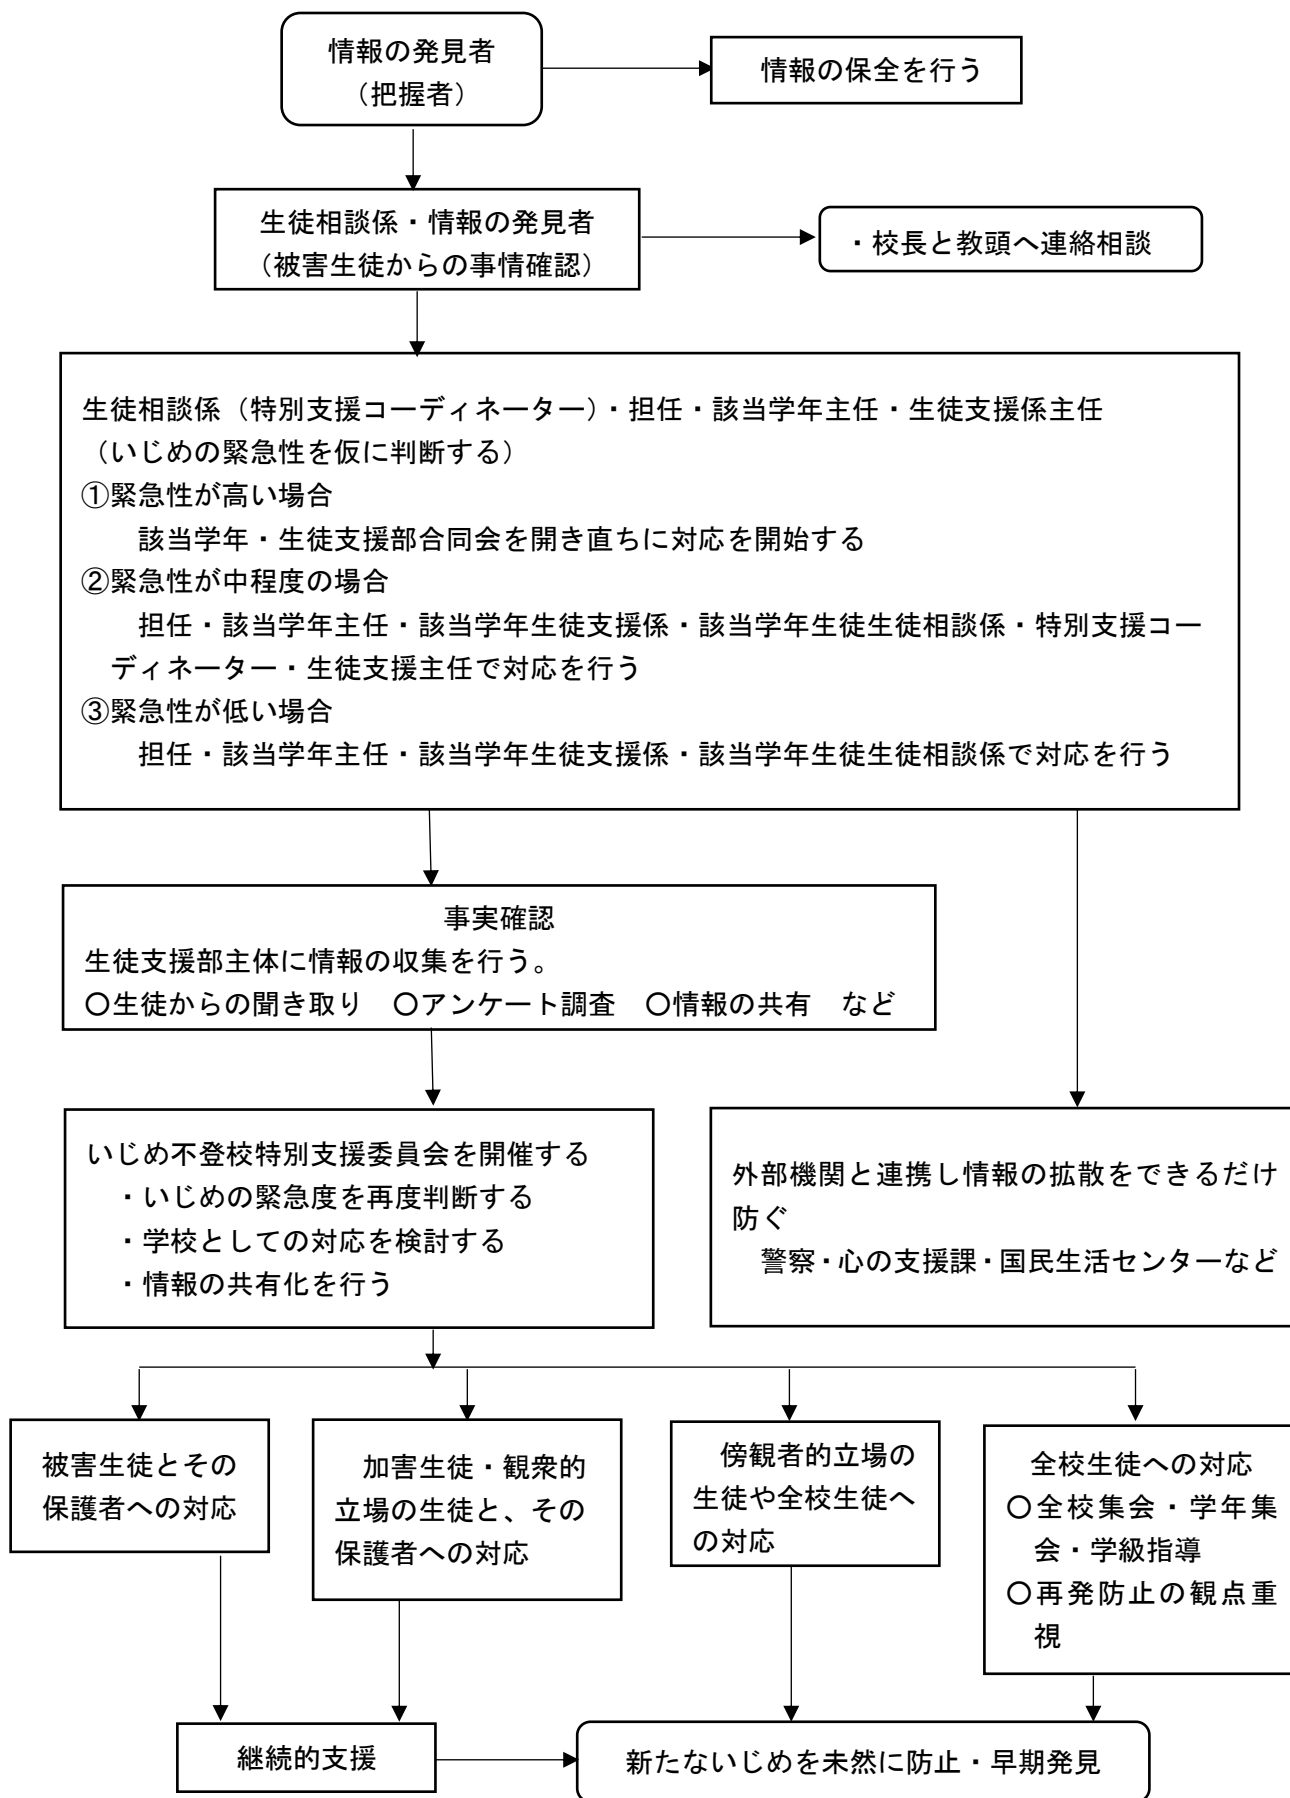 情報の発見者
（把握者）
情報の保全を行う
生徒相談係・情報の発見者
（被害生徒からの事情確認）
・校長と教頭へ連絡相談
生徒相談係（特別支援コーディネーター）・担任・該当学年主任・生徒支援係主任
（いじめの緊急性を仮に判断する）
①緊急性が高い場合
該当学年・生徒支援部合同会を開き直ちに対応を開始する
②緊急性が中程度の場合
担任・該当学年主任・該当学年生徒支援係・該当学年生徒生徒相談係・特別支援コー
ディネーター・生徒支援主任で対応を行う
③緊急性が低い場合
担任・該当学年主任・該当学年生徒支援係・該当学年生徒生徒相談係で対応を行う
事実確認
生徒支援部主体に情報の収集を行う。
〇生徒からの聞き取り　〇アンケート調査　〇情報の共有　など
いじめ不登校特別支援委員会を開催する
・いじめの緊急度を再度判断する
・学校としての対応を検討する
・情報の共有化を行う
外部機関と連携し情報の拡散をできるだけ
防ぐ
警察・心の支援課・国民生活センターなど
被害生徒とその
保護者への対応
加害生徒・観衆的
立場の生徒と、その
保護者への対応
傍観者的立場の
生徒や全校生徒へ
の対応
全校生徒への対応
〇全校集会・学年集
会・学級指導
〇再発防止の観点重
視
継続的支援
新たないじめを未然に防止・早期発見